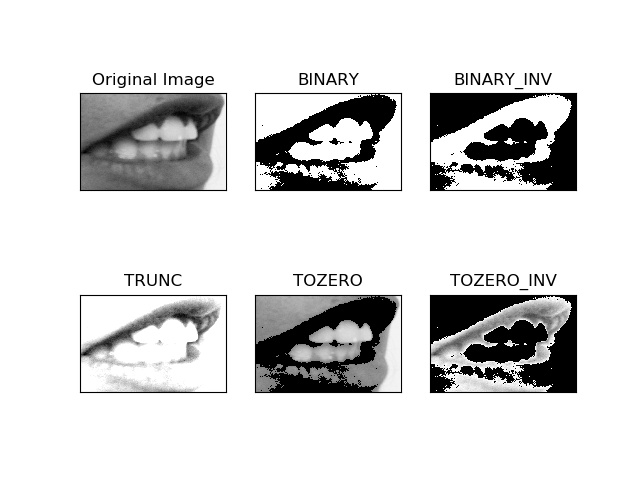 Original Image
BINARY
BINARY_INV
TRUNC
TOZERO
TOZERO_INV